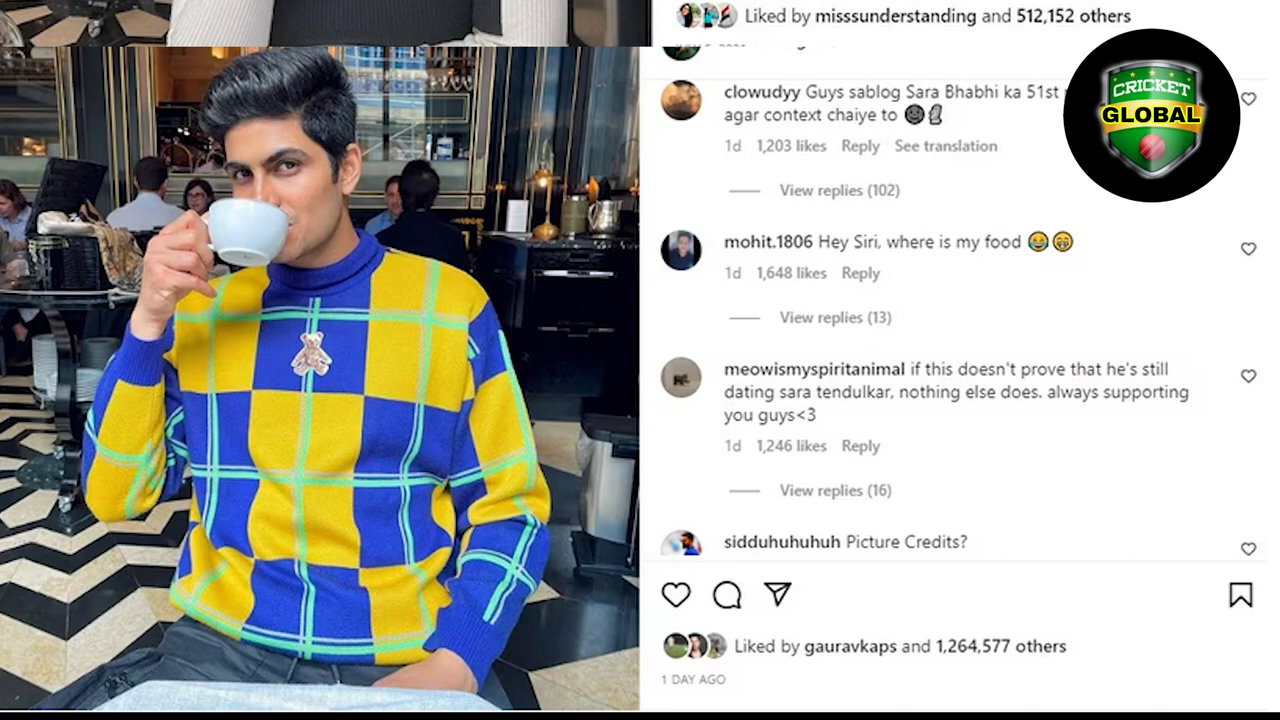 Liked by misssunderstanding and 512,152 others
CRICKET
GLOBAL
clowudyy Guys sablog Sara Bhabhi ka 51st
agar context chaiye to 🌚🗿
1d 1,203 likes Reply See translation
View replies (102)
mohit.1806 Hey Siri, where is my food 😂😁
1d 1,648 likes Reply
View replies (13)
meowismyspiritanimal if this doesn't prove that he's still
dating sara tendulkar, nothing else does. always supporting
you guys<3
1d 1,246 likes Reply
View replies (16)
sidduhuhuhuh Picture Credits?
Liked by gauravkaps and 1,264,577 others
1 DAY AGO